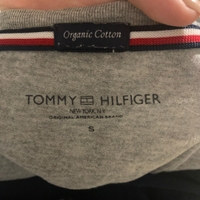 Organic Cotton
TOMMY HILFIGER
NEW YORK NY
ORIGINAL AMERICAN BRAND
S